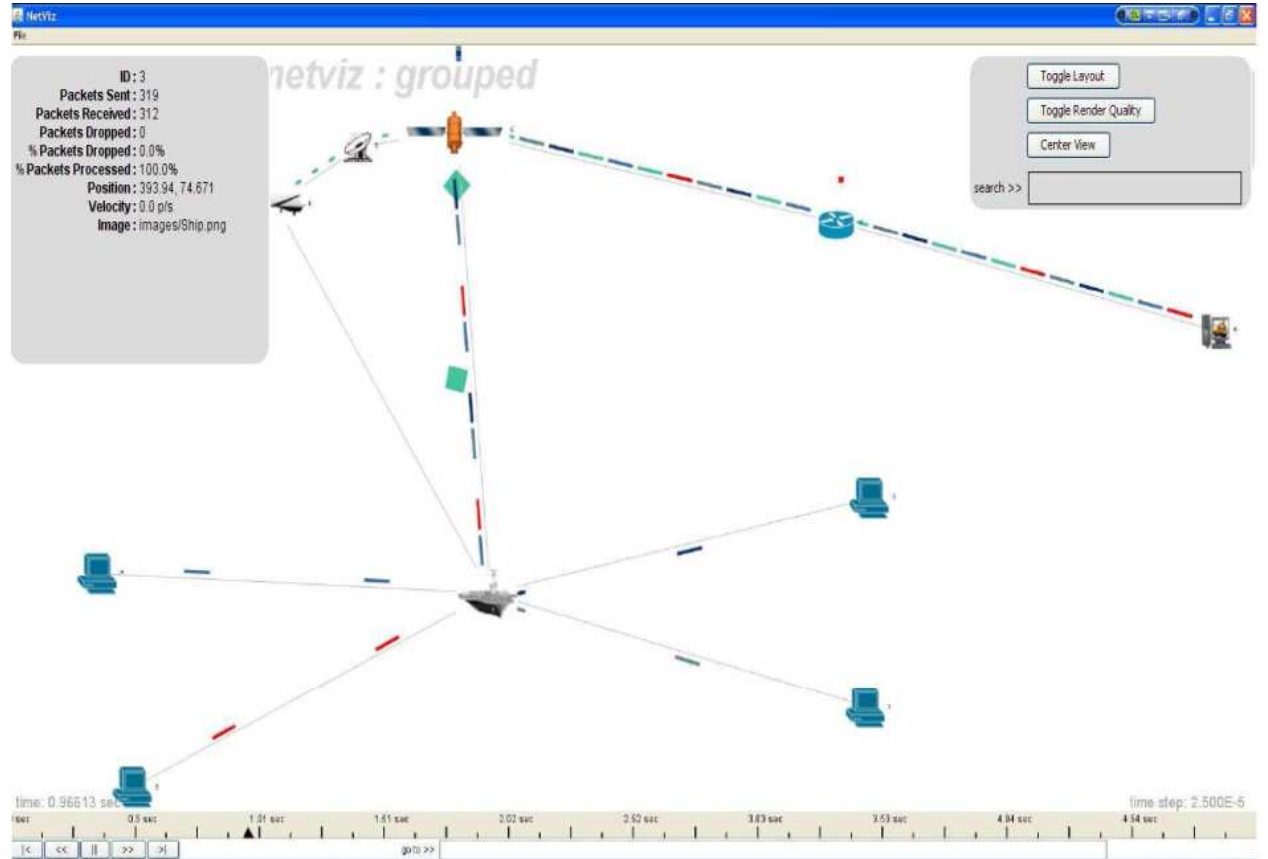 NetViz
File
netviz : grouped
ID : 3
Packets Sent : 319
Packets Received : 312
Packets Dropped : 0
% Packets Dropped : 0.0%
% Packets Processed : 100.0%
Position : 393.94, 74.671
Velocity : 0.0 p/s
Image : images/Ship.png
Toggle Layout
Toggle Render Quality
Center View
search >>
time: 0.96613 sec
time step: 2.500E-5
sec 0.5 sec 1.01 sec 1.51 sec 2.02 sec 2.52 sec 3.03 sec 3.53 sec 4.04 sec 4.54 sec
|< << || >> >| go to >>